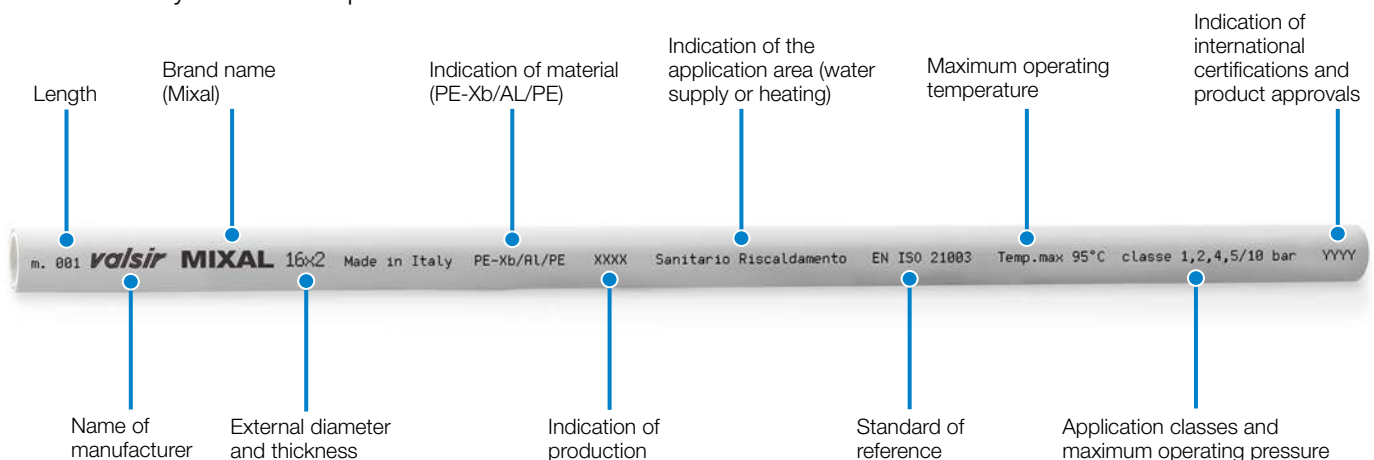 Length
Brand name
(Mixal)
Indication of material
(PE-Xb/AL/PE)
Indication of the
application area (water
supply or heating)
Maximum operating
temperature
Indication of
international
certifications and
product approvals
m. 001 valsir MIXAL 16x2 Made in Italy PE-Xb/Al/PE XXXX Sanitario Riscaldamento EN ISO 21003 Temp.max 95°C classe 1,2,4,5/10 bar YYYY
Name of
manufacturer
External diameter
and thickness
Indication of
production
Standard of
reference
Application classes and
maximum operating pressure